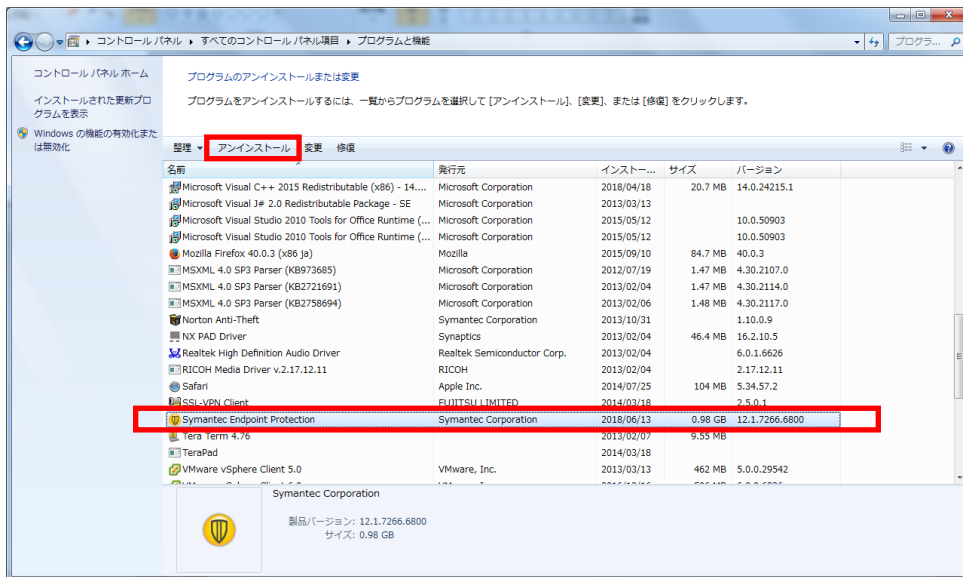 コントロール パネル ▸ すべてのコントロール パネル項目 ▸ プログラムと機能
プログラ...
コントロール パネル ホーム
インストールされた更新プロ
グラムを表示
Windows の機能の有効化また
は無効化
プログラムのアンインストールまたは変更
プログラムをアンインストールするには、一覧からプログラムを選択して [アンインストール]、[変更]、または [修復] をクリックします。
整理 アンインストール 変更 修復
名前 発行元 インストー... サイズ バージョン
Microsoft Visual C++ 2015 Redistributable (x86) - 14.... Microsoft Corporation 2018/04/18 20.7 MB 14.0.24215.1
Microsoft Visual J# 2.0 Redistributable Package - SE Microsoft Corporation 2013/03/13
Microsoft Visual Studio 2010 Tools for Office Runtime (... Microsoft Corporation 2015/05/12 10.0.50903
Microsoft Visual Studio 2010 Tools for Office Runtime (... Microsoft Corporation 2015/05/12 10.0.50903
Mozilla Firefox 40.0.3 (x86 ja) Mozilla 2015/09/10 84.7 MB 40.0.3
MSXML 4.0 SP3 Parser (KB973685) Microsoft Corporation 2012/07/19 1.47 MB 4.30.2107.0
MSXML 4.0 SP3 Parser (KB2721691) Microsoft Corporation 2013/02/04 1.47 MB 4.30.2114.0
MSXML 4.0 SP3 Parser (KB2758694) Microsoft Corporation 2013/02/06 1.48 MB 4.30.2117.0
Norton Anti-Theft Symantec Corporation 2013/10/31 1.10.0.9
NX PAD Driver Synaptics 2013/02/04 46.4 MB 16.2.10.5
Realtek High Definition Audio Driver Realtek Semiconductor Corp. 2013/02/04 6.0.1.6626
RICOH Media Driver v.2.17.12.11 RICOH 2013/02/04 2.17.12.11
Safari Apple Inc. 2014/07/25 104 MB 5.34.57.2
SSL-VPN Client FUJITSU LIMITED 2014/03/18 2.5.0.1
Symantec Endpoint Protection Symantec Corporation 2018/06/13 0.98 GB 12.1.7266.6800
Tera Term 4.76 2013/02/07 9.55 MB
TeraPad 2014/03/18
VMware vSphere Client 5.0 VMware, Inc. 2013/03/13 462 MB 5.0.0.29542
Symantec Corporation
製品バージョン: 12.1.7266.6800
サイズ: 0.98 GB